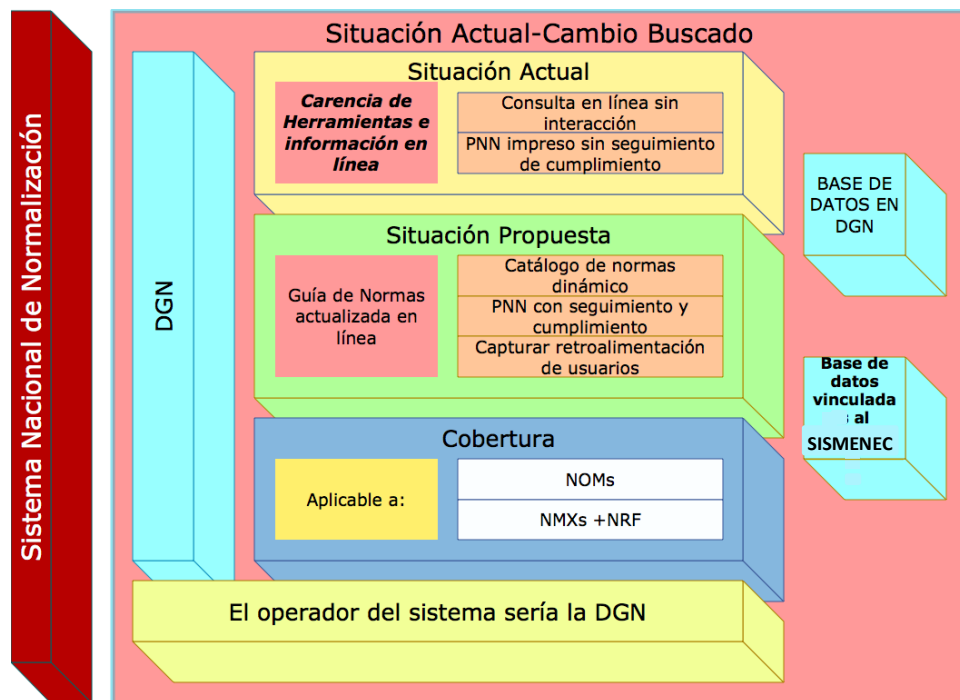 Sistema Nacional de Normalización
Situación Actual-Cambio Buscado
DGN
Situación Actual
Carencia de
Herramientas e
información en
línea
Consulta en línea sin
interacción
PNN impreso sin seguimiento
de cumplimiento
Situación Propuesta
Guía de Normas
actualizada en
línea
Catálogo de normas
dinámico
PNN con seguimiento y
cumplimiento
Capturar retroalimentación
de usuarios
Cobertura
Aplicable a:
NOMs
NMXs +NRF
El operador del sistema sería la DGN
BASE DE
DATOS EN
DGN
Base de
datos
vinculada
s al
SISMENEC